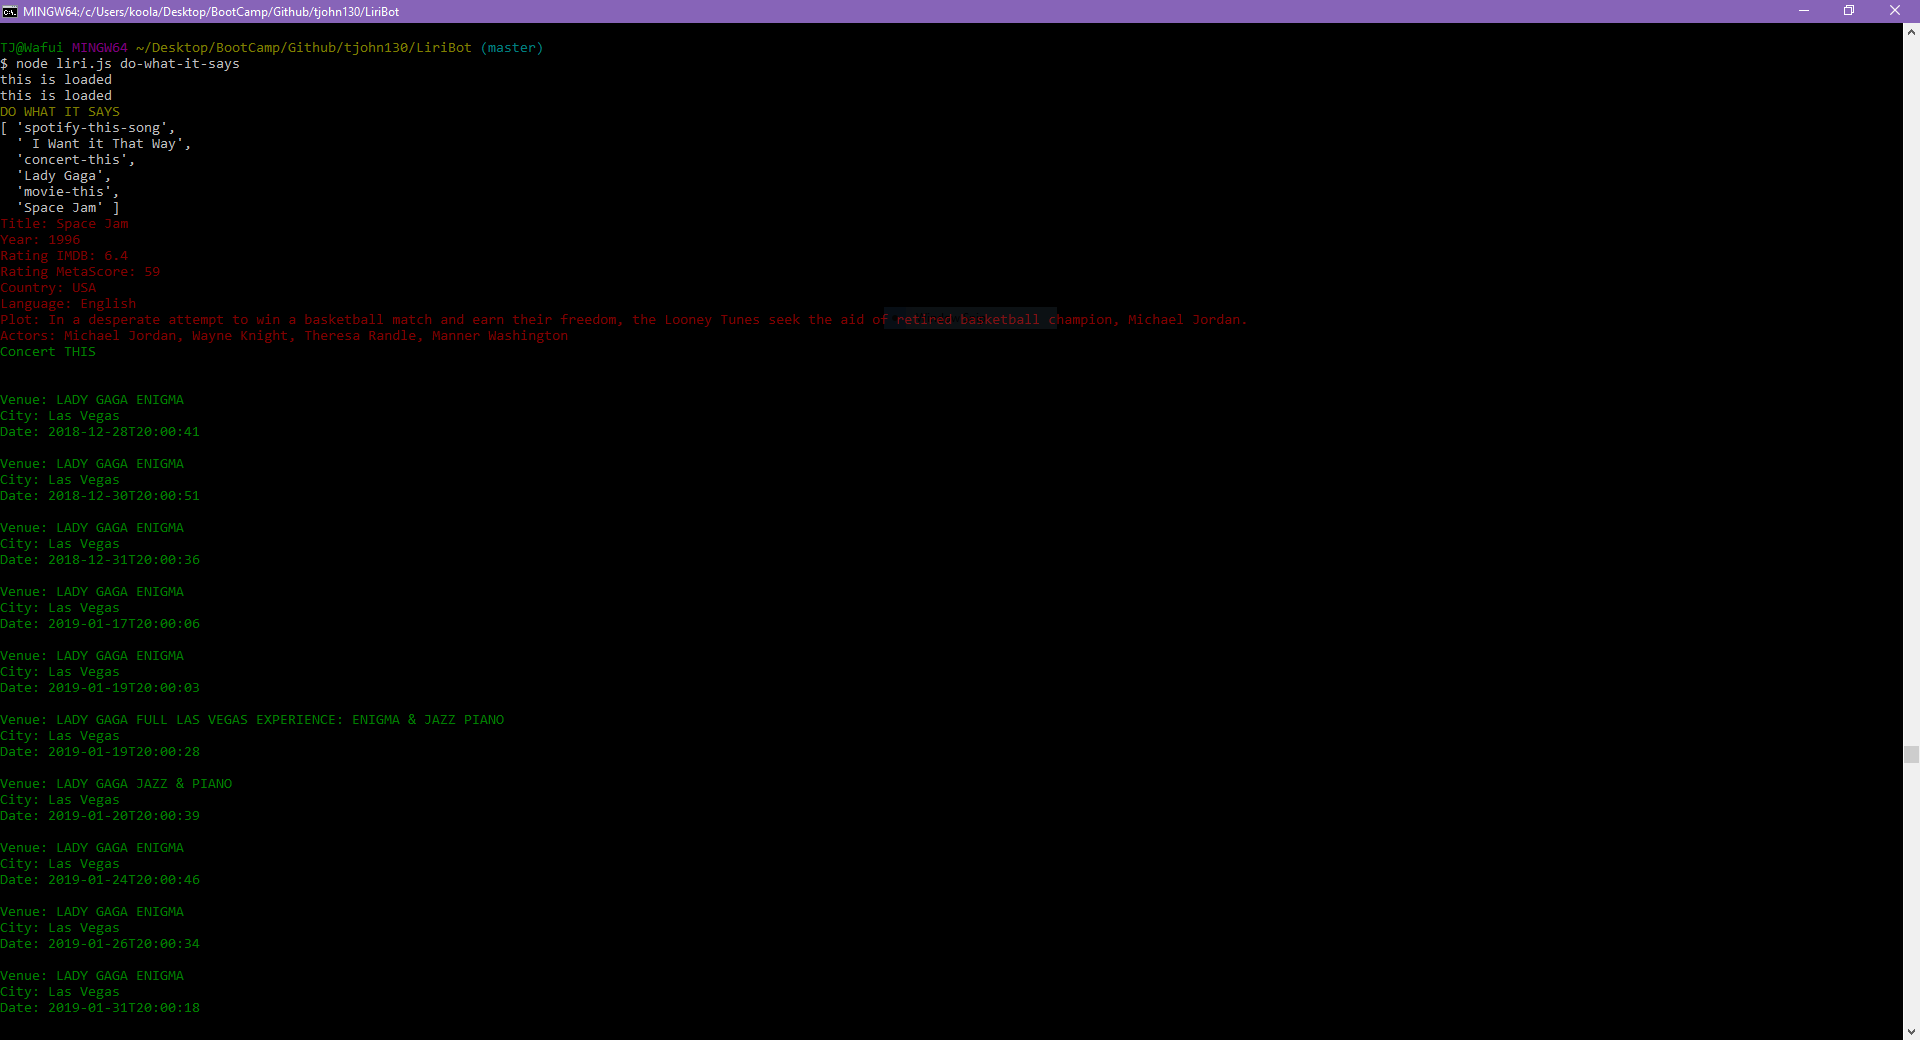 MINGW64:/c/Users/koola/Desktop/BootCamp/Github/tjohn130/LiriBot
TJ@Wafui MINGW64 ~/Desktop/BootCamp/Github/tjohn130/LiriBot (master)
$ node liri.js do-what-it-says
this is loaded
this is loaded
DO WHAT IT SAYS
[ 'spotify-this-song',
  ' I Want it That Way',
  'concert-this',
  'Lady Gaga',
  'movie-this',
  'Space Jam' ]
Title: Space Jam
Year: 1996
Rating IMDB: 6.4
Rating MetaScore: 59
Country: USA
Language: English
Plot: In a desperate attempt to win a basketball match and earn their freedom, the Looney Tunes seek the aid of retired basketball champion, Michael Jordan.
Actors: Michael Jordan, Wayne Knight, Theresa Randle, Manner Washington
Concert THIS
Venue: LADY GAGA ENIGMA
City: Las Vegas
Date: 2018-12-28T20:00:41
Venue: LADY GAGA ENIGMA
City: Las Vegas
Date: 2018-12-30T20:00:51
Venue: LADY GAGA ENIGMA
City: Las Vegas
Date: 2018-12-31T20:00:36
Venue: LADY GAGA ENIGMA
City: Las Vegas
Date: 2019-01-17T20:00:06
Venue: LADY GAGA ENIGMA
City: Las Vegas
Date: 2019-01-19T20:00:03
Venue: LADY GAGA FULL LAS VEGAS EXPERIENCE: ENIGMA & JAZZ PIANO
City: Las Vegas
Date: 2019-01-19T20:00:28
Venue: LADY GAGA JAZZ & PIANO
City: Las Vegas
Date: 2019-01-20T20:00:39
Venue: LADY GAGA ENIGMA
City: Las Vegas
Date: 2019-01-24T20:00:46
Venue: LADY GAGA ENIGMA
City: Las Vegas
Date: 2019-01-26T20:00:34
Venue: LADY GAGA ENIGMA
City: Las Vegas
Date: 2019-01-31T20:00:18